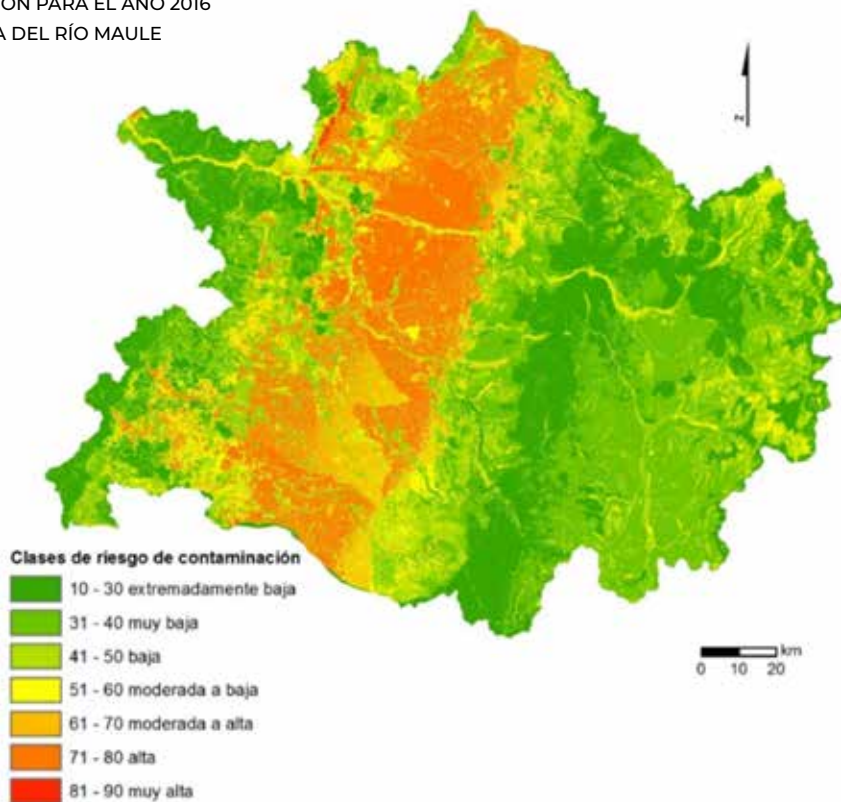 ÓN PARA EL AÑO 2016
A DEL RÍO MAULE
N
Clases de riesgo de contaminación
10 - 30 extremadamente baja
31 - 40 muy baja
41 - 50 baja
51 - 60 moderada a baja
61 - 70 moderada a alta
71 - 80 alta
81 - 90 muy alta
km
0 10 20